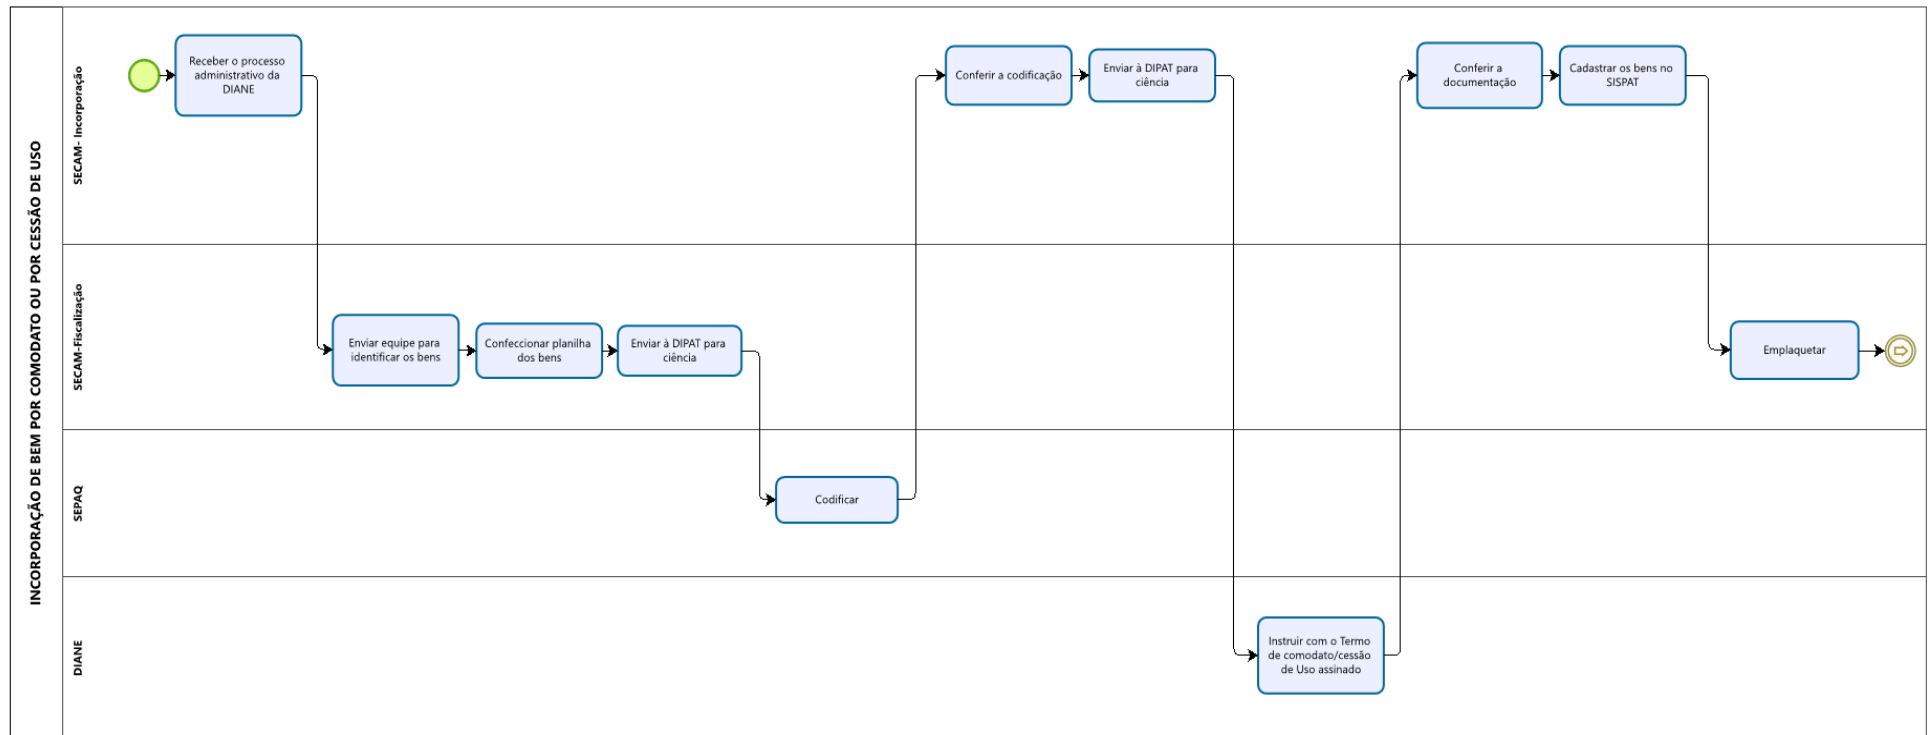 INCORPORAÇÃO DE BEM POR COMODATO OU POR CESSÃO DE USO
SECAM- Incorporação
Receber o processo
administrativo da
DIANE
Conferir a codificação
Enviar à DIPAT para
ciência
Conferir a
documentação
Cadastrar os bens no
SISPAT
SECAM-Fiscalização
Enviar equipe para
identificar os bens
Confeccionar planilha
dos bens
Enviar à DIPAT para
ciência
Emplaquetar
SEPAQ
Codificar
DIANE
Instruir com o Termo
de comodato/cessão
de Uso assinado